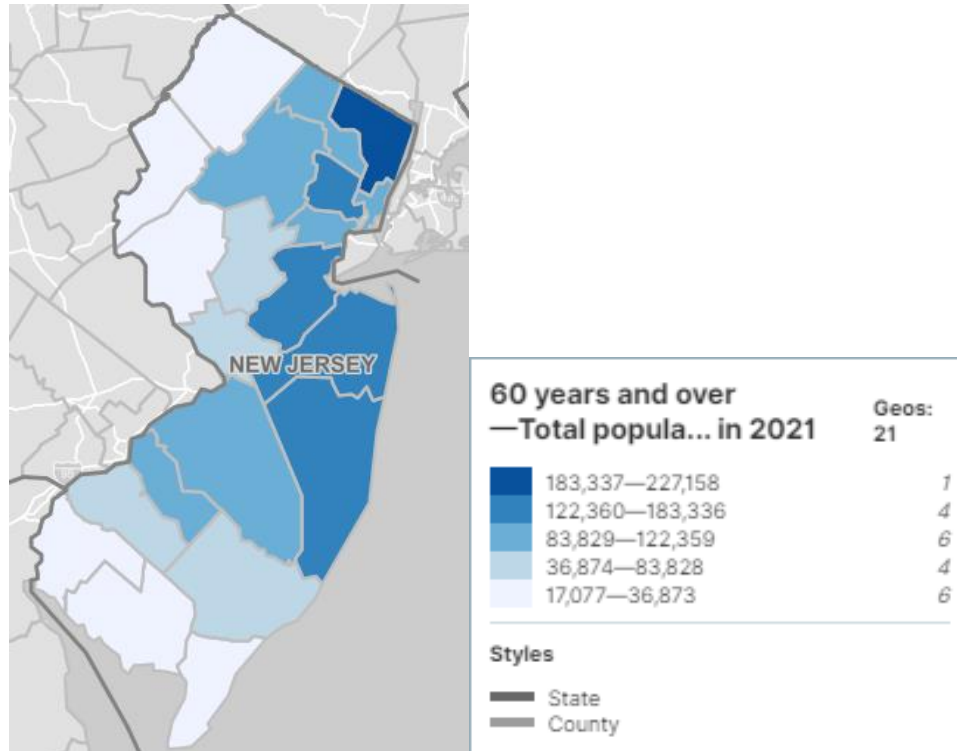 NEW JERSEY
60 years and over
—Total popula... in 2021
Geos:
21
183,337—227,158 1
122,360—183,336 4
83,829—122,359 6
36,874—83,828 4
17,077—36,873 6
Styles
State
County